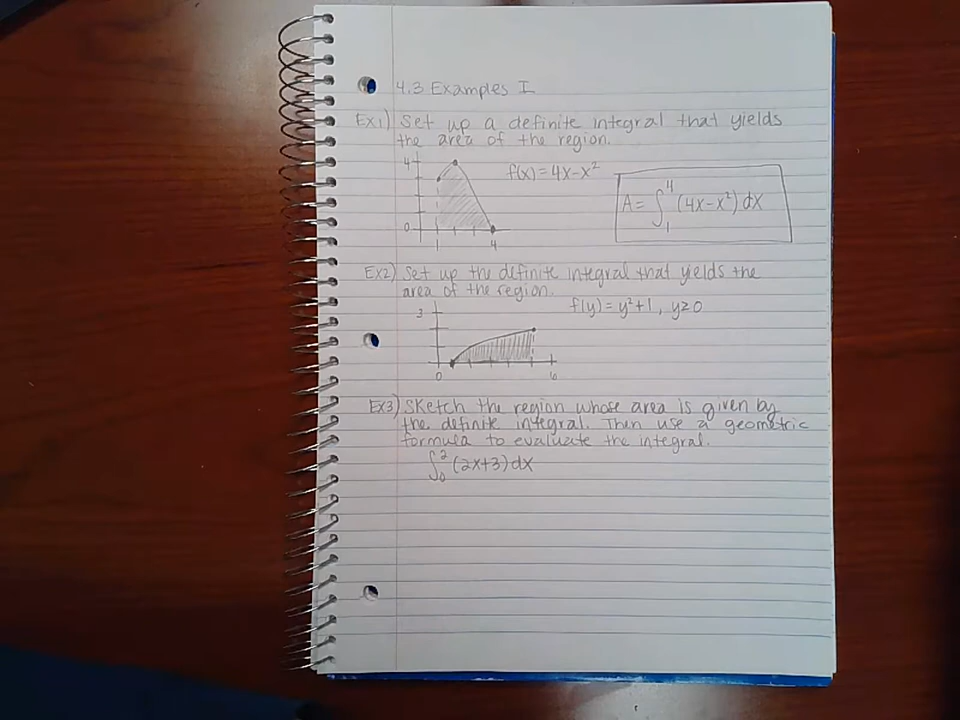 4.3 Examples I
Ex1) Set up a definite integral that yields
the area of the region.
4
f(x) = 4x-x²
A = ∫₁⁴ (4x-x²) dx
0
1 4
Ex2) Set up the definite integral that yields the
area of the region.
3
f(y) = y²+1, y≥0
0 6
Ex3) Sketch the region whose area is given by
the definite integral. Then use a geometric
formula to evaluate the integral.
∫₀² (2x+3) dx